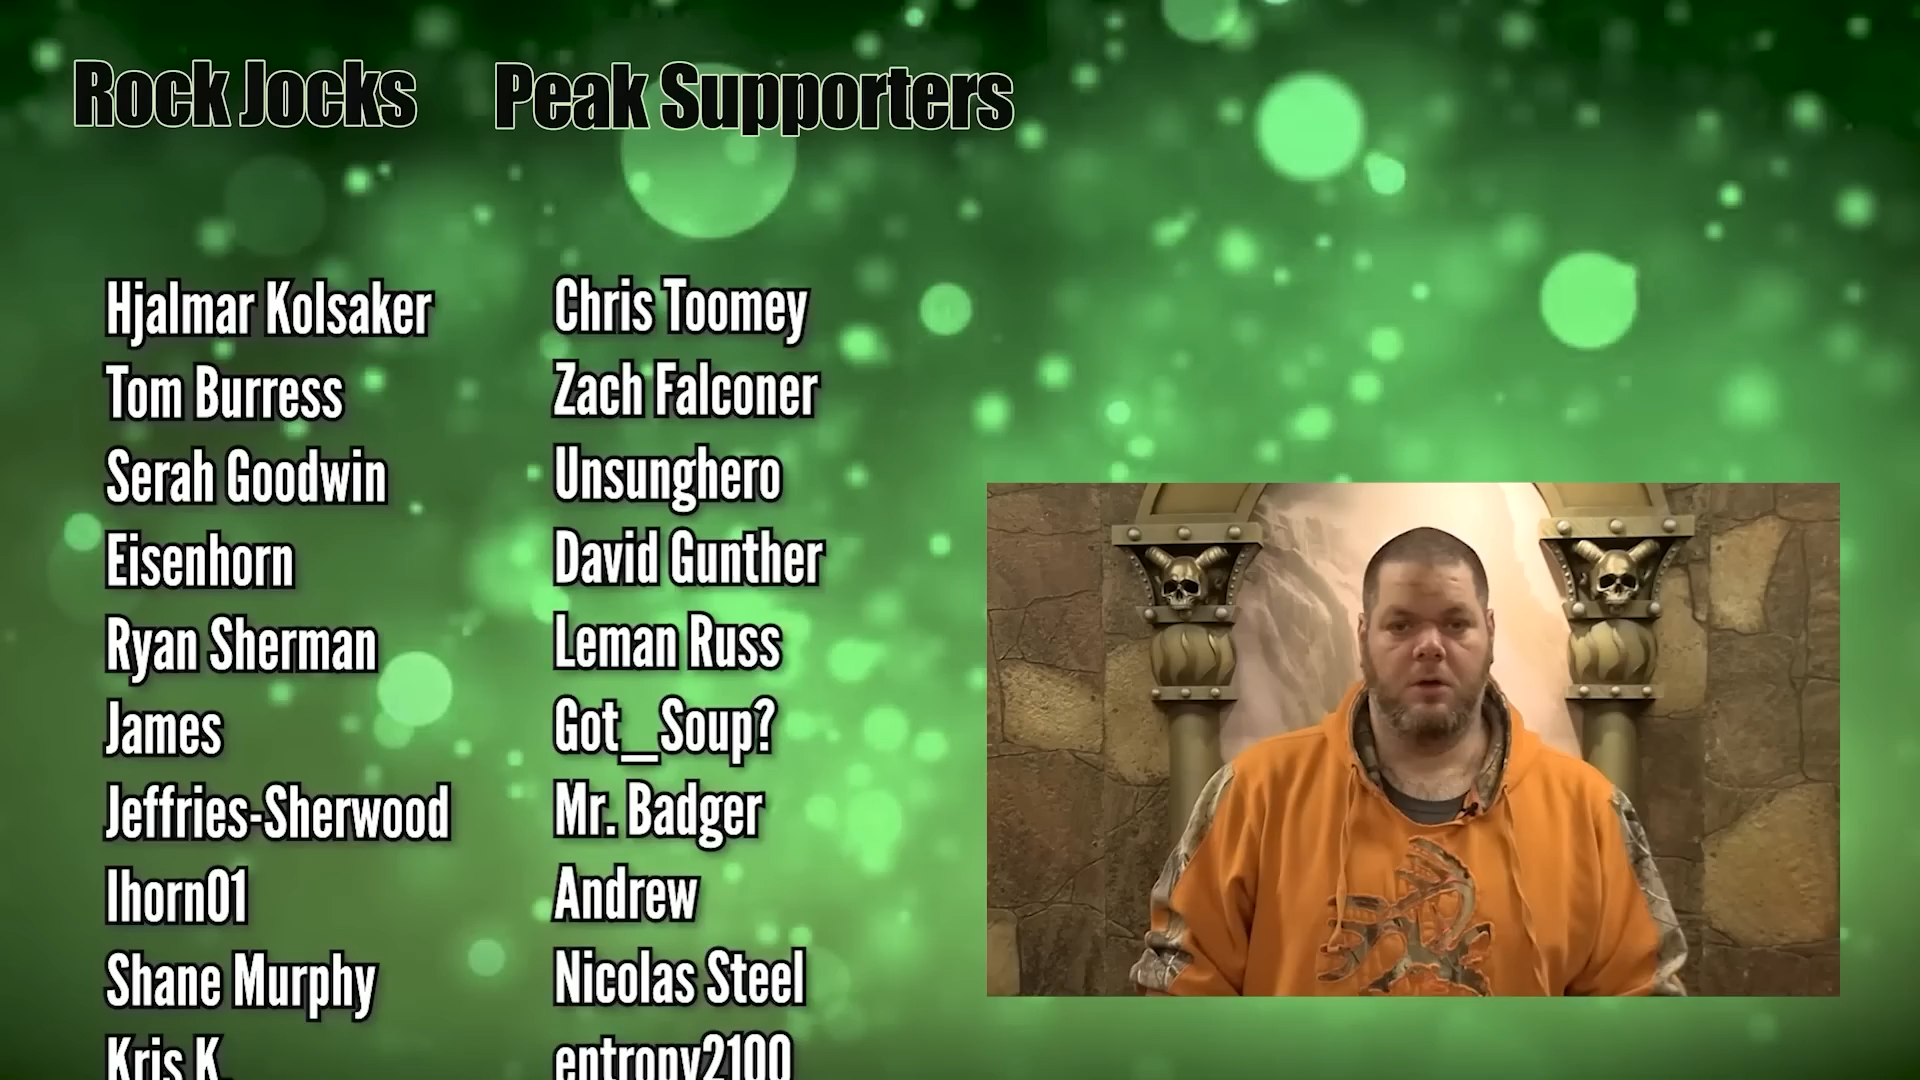 Rock Jocks
Hjalmar Kolsaker
Tom Burress
Serah Goodwin
Eisenhorn
Ryan Sherman
James
Jeffries-Sherwood
Ihorn01
Shane Murphy
Kris K.
Peak Supporters
Chris Toomey
Zach Falconer
Unsunghero
David Gunther
Leman Russ
Got_Soup?
Mr. Badger
Andrew
Nicolas Steel
entropy2100